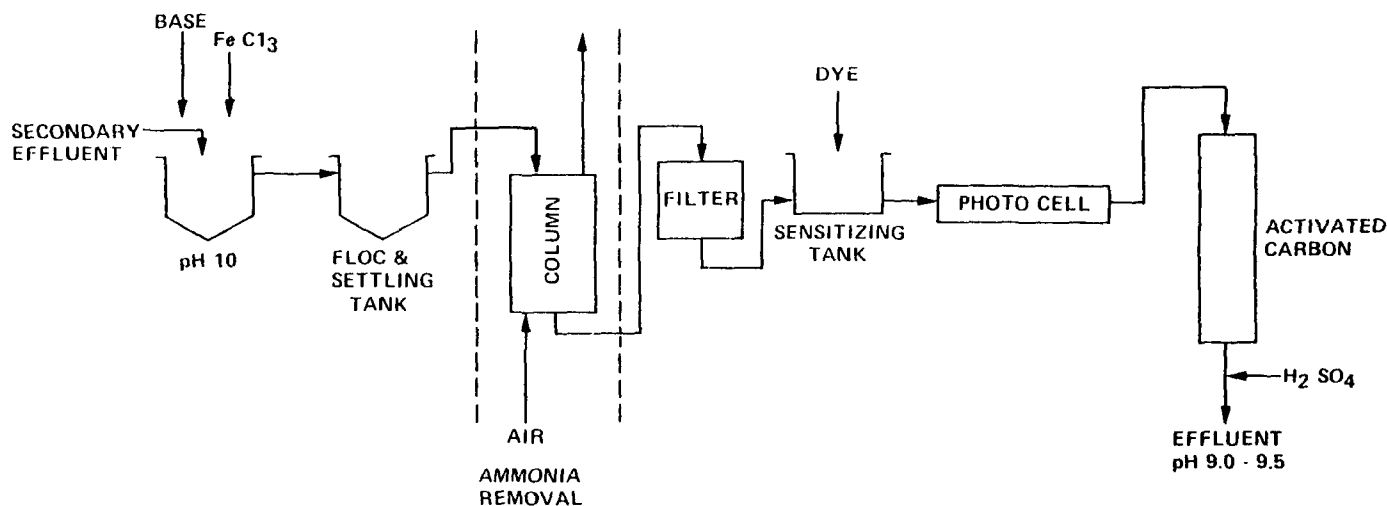 BASE
Fe Cl3
SECONDARY
EFFLUENT
pH 10
FLOC &
SETTLING
TANK
COLUMN
AIR
AMMONIA
REMOVAL
FILTER
DYE
SENSITIZING
TANK
PHOTO CELL
ACTIVATED
CARBON
H2 SO4
EFFLUENT
pH 9.0 - 9.5